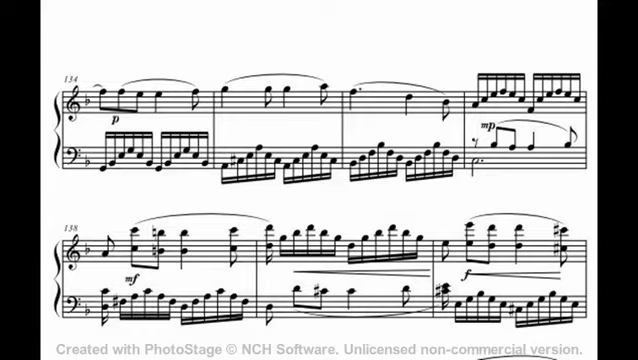 134
p
mp
138
mf
f
Created with PhotoStage © NCH Software. Unlicensed non-commercial version.